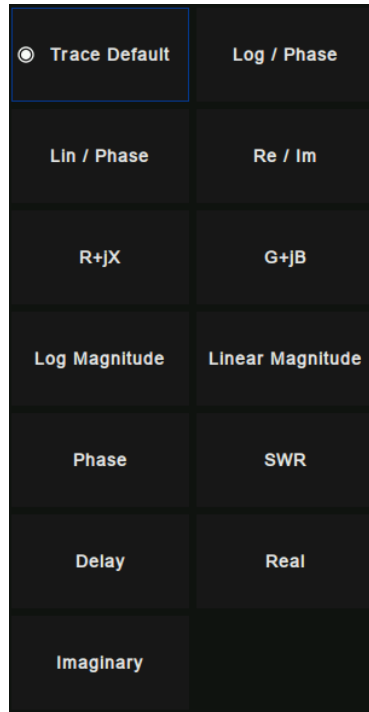 Trace Default
Log / Phase
Lin / Phase
Re / Im
R+jX
G+jB
Log Magnitude
Linear Magnitude
Phase
SWR
Delay
Real
Imaginary